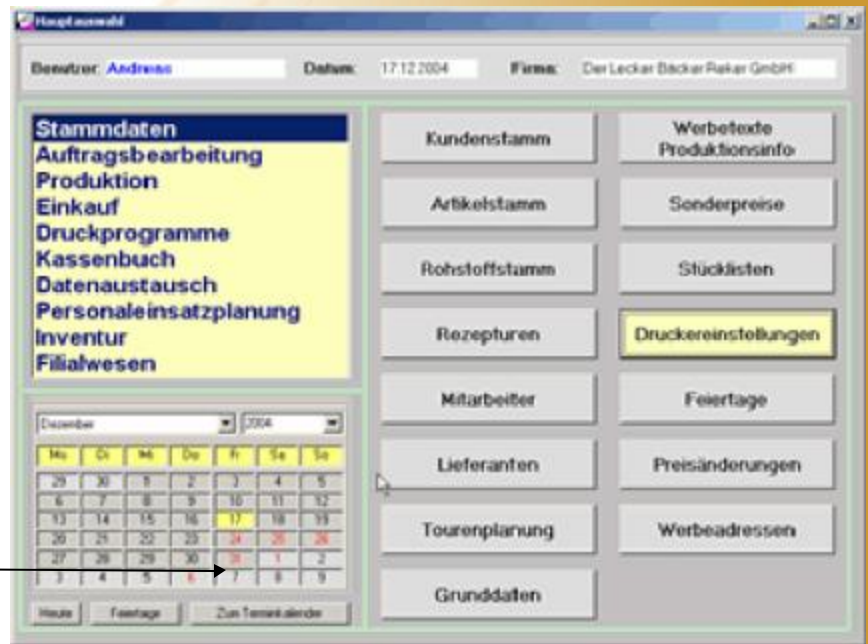 Hauptauswahl
Benutzer: Andreas Datum: 17.12.2004 Firma: Der Lecker Bäcker
Stammdaten
Auftragsbearbeitung
Produktion
Einkauf
Druckprogramme
Kassenbuch
Datenaustausch
Personaleinsatzplanung
Inventur
Filialwesen
Dezember 2004
Mo Di Mi Do Fr Sa So
29 30 1 2 3 4 5
6 7 8 9 10 11 12
13 14 15 16 17 18 19
20 21 22 23 24 25 26
27 28 29 30 31 1 2
3 4 5 6 7 8 9
Heute Feiertage Zum Terminkalender
Kundenstamm
Artikelstamm
Rohstoffstamm
Rezepturen
Mitarbeiter
Lieferanten
Tourenplanung
Grunddaten
Werbetexte
Produktionsinfo
Sonderpreise
Stücklisten
Druckereinstellungen
Feiertage
Preisänderungen
Werbeadressen